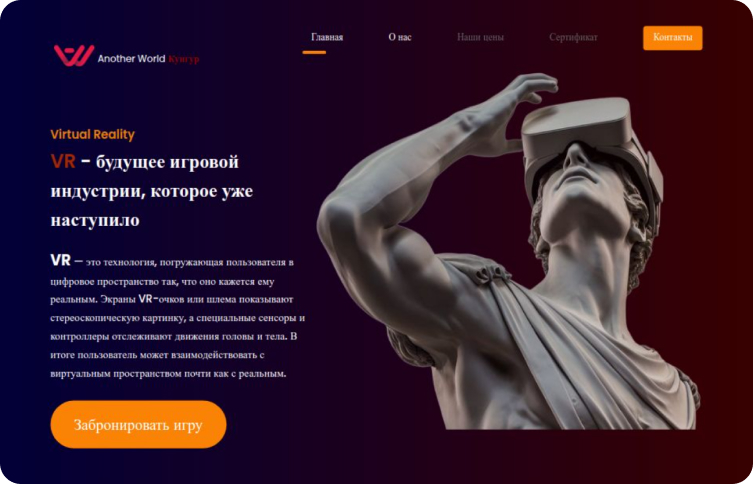 Главная
О нас
Наши цены
Сертификат
Контакты
Another World Кунгур
Virtual Reality
VR - будущее игровой
индустрии, которое уже
наступило
VR — это технология, погружающая пользователя в
цифровое пространство так, что оно кажется ему
реальным. Экраны VR-очков или шлема показывают
стереоскопическую картинку, а специальные сенсоры и
контроллеры отслеживают движения головы и тела. В
итоге пользователь может взаимодействовать с
виртуальным пространством почти как с реальным.
Забронировать игру